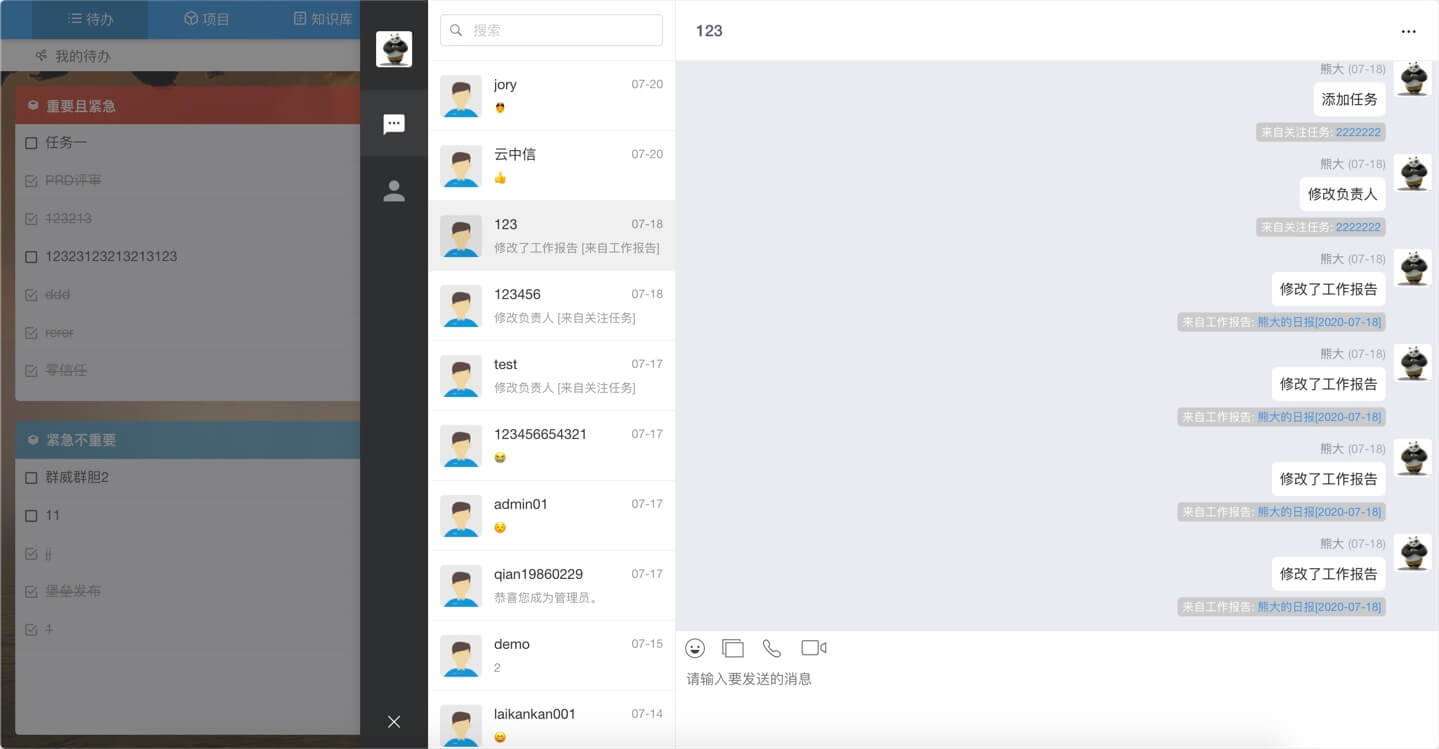 待办
项目
知识库
我的待办
重要且紧急
任务一
PRD评审
123213
12323123213213123
ddd
rerer
零信任
紧急不重要
群威群胆2
11
jj
堡垒发布
1
搜索
jory 07-20
云中信 07-20
👍
123 07-18
修改了工作报告 [来自工作报告]
123456 07-18
修改负责人 [来自关注任务]
test 07-17
修改负责人 [来自关注任务]
123456654321 07-17
😂
admin01 07-17
😔
qian19860229 07-17
恭喜您成为管理员。
demo 07-15
2
laikankan001 07-14
😄
123
熊大 (07-18)
添加任务
来自关注任务: 2222222
熊大 (07-18)
修改负责人
来自关注任务: 2222222
熊大 (07-18)
修改了工作报告
来自工作报告: 熊大的日报[2020-07-18]
熊大 (07-18)
修改了工作报告
来自工作报告: 熊大的日报[2020-07-18]
熊大 (07-18)
修改了工作报告
来自工作报告: 熊大的日报[2020-07-18]
熊大 (07-18)
修改了工作报告
来自工作报告: 熊大的日报[2020-07-18]
请输入要发送的消息